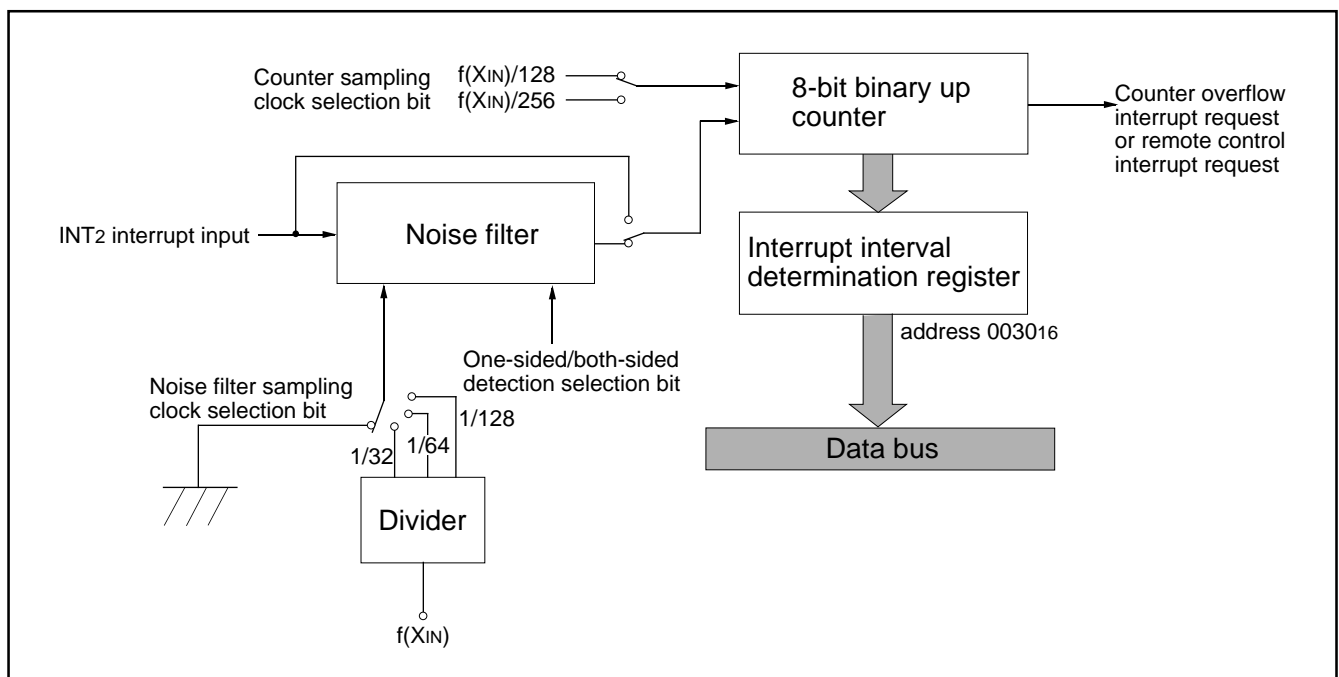 Counter sampling
clock selection bit
f(XIN)/128
f(XIN)/256
8-bit binary up
counter
Counter overflow
interrupt request
or remote control
interrupt request
INT2 interrupt input
Noise filter
Interrupt interval
determination register
address 003016
One-sided/both-sided
detection selection bit
Noise filter sampling
clock selection bit
1/32
1/64
1/128
Data bus
Divider
f(XIN)